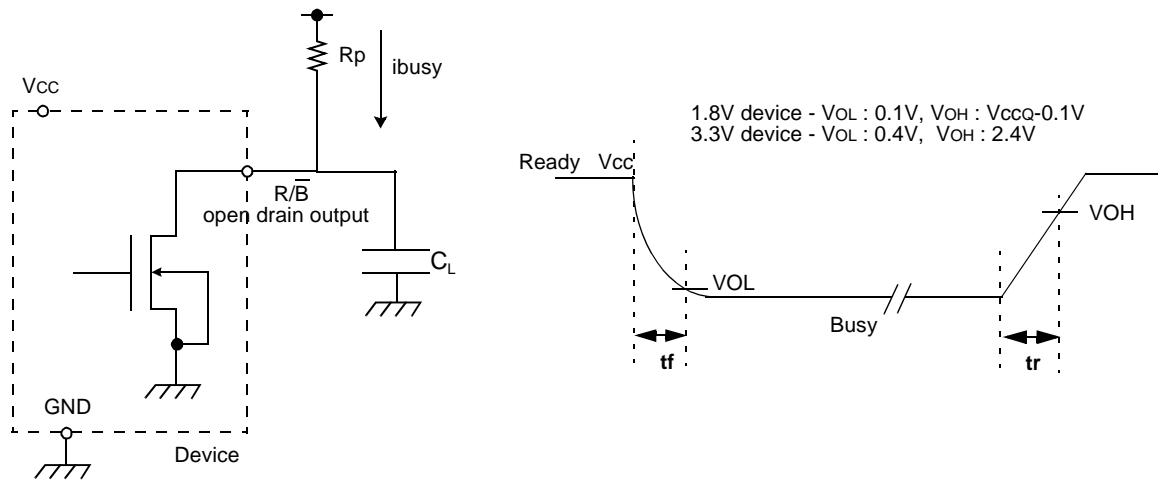 Rp
ibusy
VCC
R/B̅
open drain output
CL
GND
Device
1.8V device - VOL : 0.1V, VOH : VCCQ-0.1V
3.3V device - VOL : 0.4V, VOH : 2.4V
Ready Vcc
VOH
VOL
Busy
tf
tr